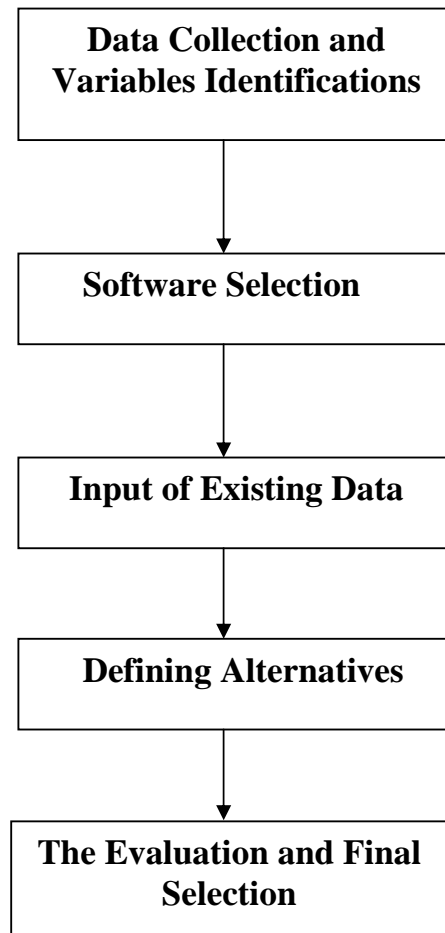 Data Collection and
Variables Identifications
Software Selection
Input of Existing Data
Defining Alternatives
The Evaluation and Final
Selection